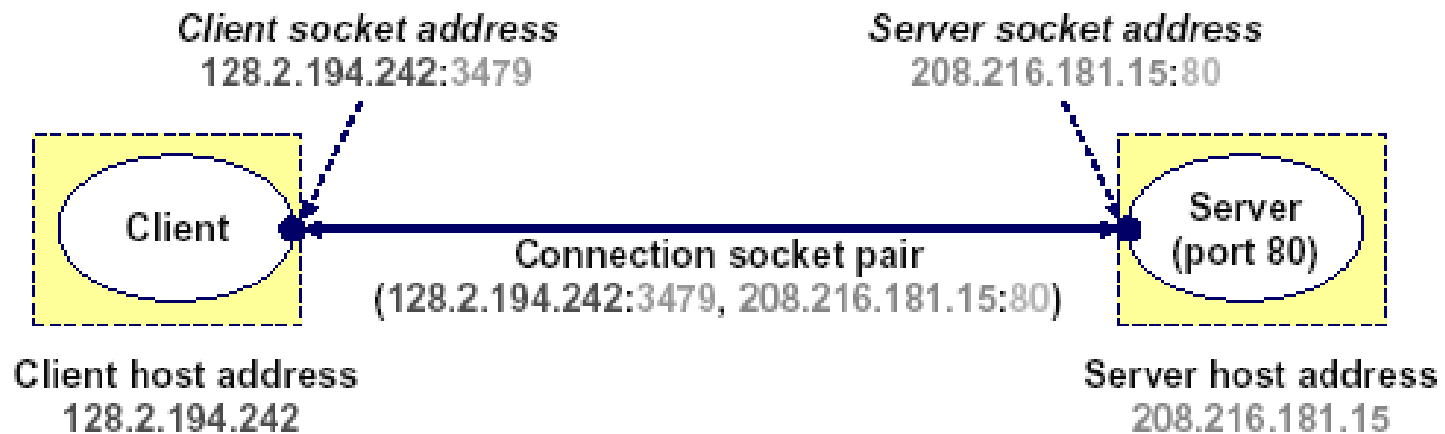 Client socket address
128.2.194.242:3479
Server socket address
208.216.181.15:80
Client
Server
(port 80)
Connection socket pair
(128.2.194.242:3479, 208.216.181.15:80)
Client host address
128.2.194.242
Server host address
208.216.181.15